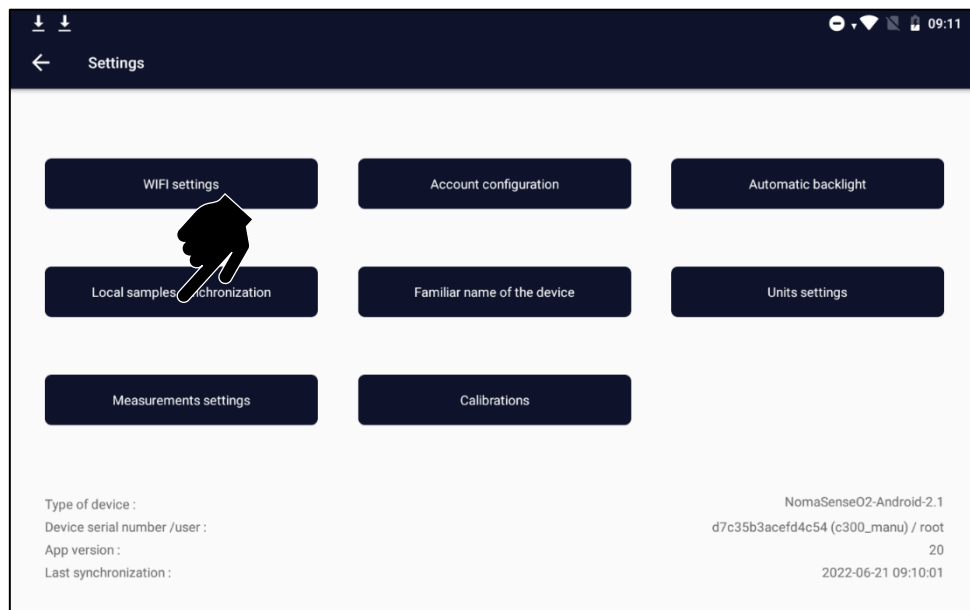 09:11
Settings
WIFI settings
Account configuration
Automatic backlight
Local samples nchronization
Familiar name of the device
Units settings
Measurements settings
Calibrations
Type of device :
NomaSenseO2-Android-2.1
Device serial number /user :
d7c35b3acefd4c54 (c300_manu) / root
App version :
20
Last synchronization :
2022-06-21 09:10:01